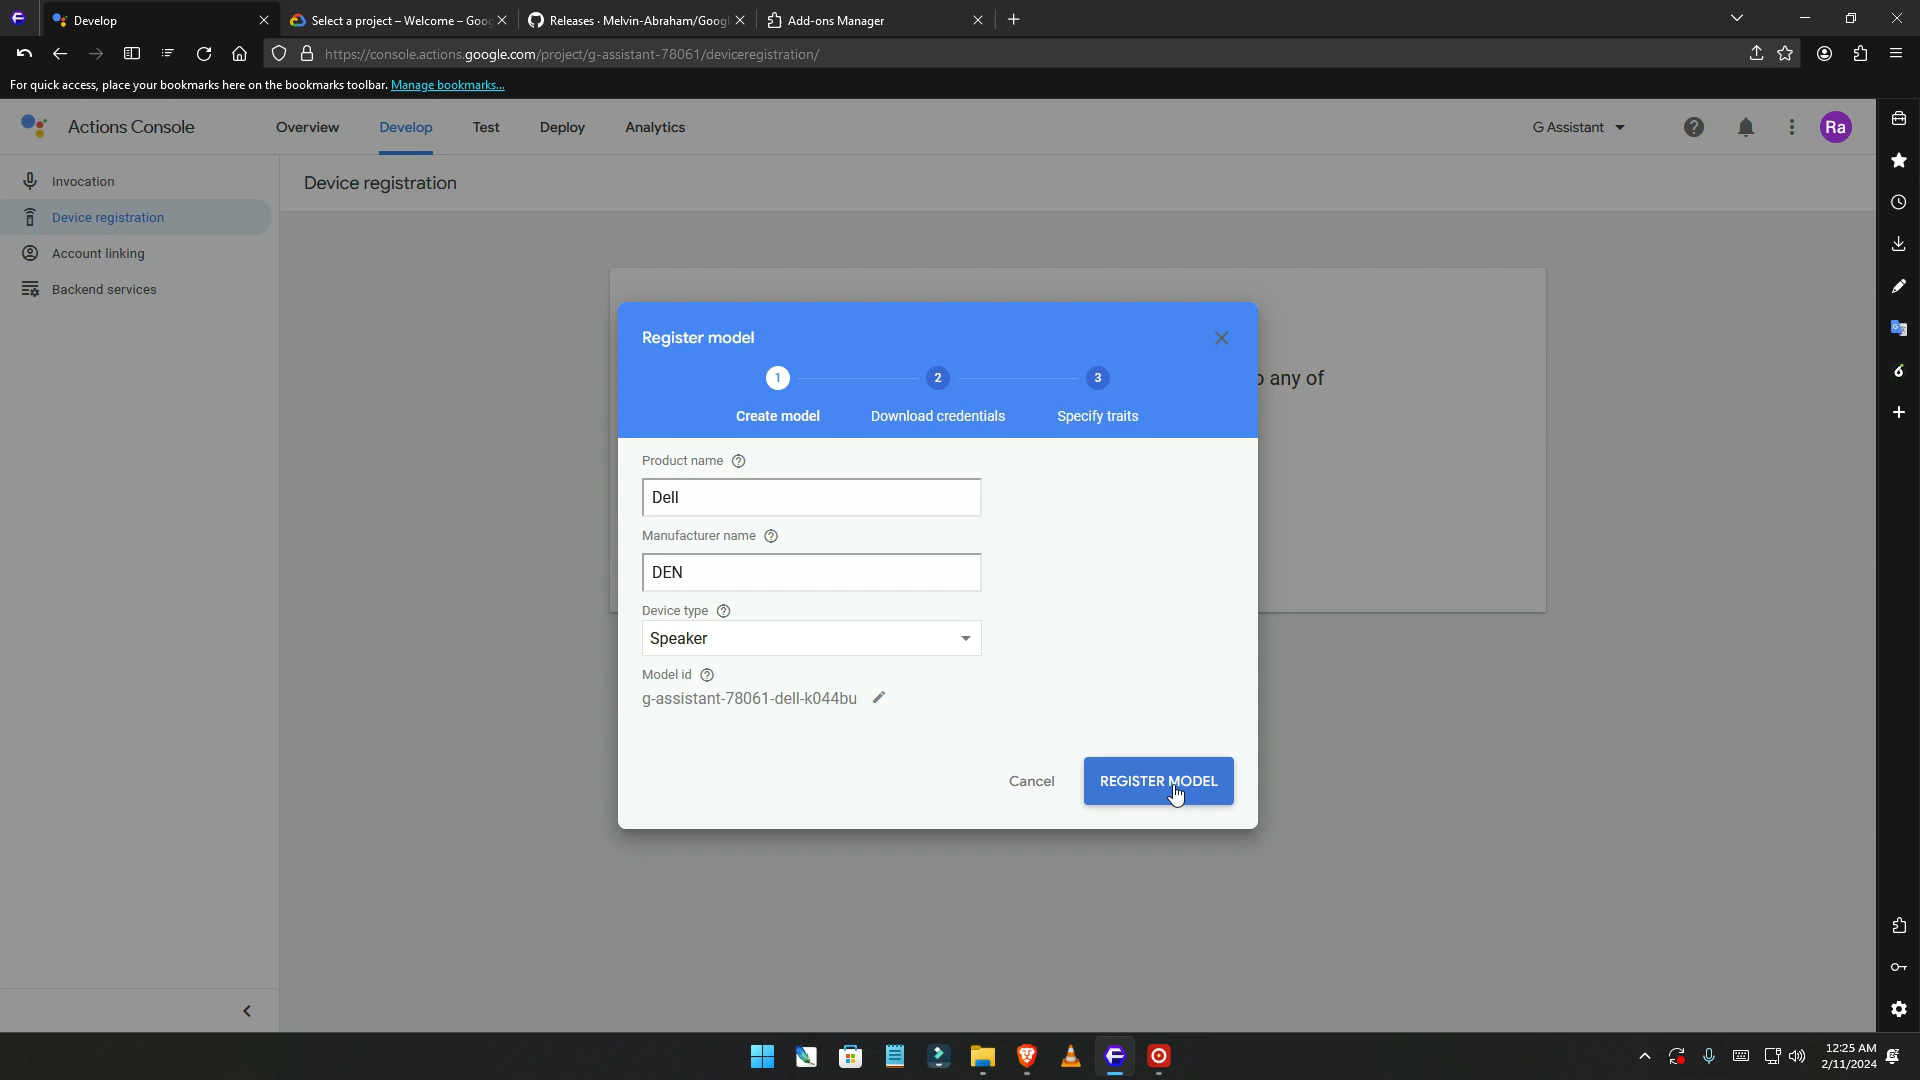 Develop
Select a project – Welcome – Goog
Releases · Melvin-Abraham/Googl
Add-ons Manager
https://console.actions.google.com/project/g-assistant-78061/deviceregistration/
For quick access, place your bookmarks here on the bookmarks toolbar. Manage bookmarks...
Actions Console
Overview
Develop
Test
Deploy
Analytics
G Assistant
Ra
Invocation
Device registration
Account linking
Backend services
Device registration
o any of
Register model
1
2
3
Create model
Download credentials
Specify traits
Product name
Dell
Manufacturer name
DEN
Device type
Speaker
Model id
g-assistant-78061-dell-k044bu
Cancel
REGISTER MODEL
12:25 AM
2/11/2024